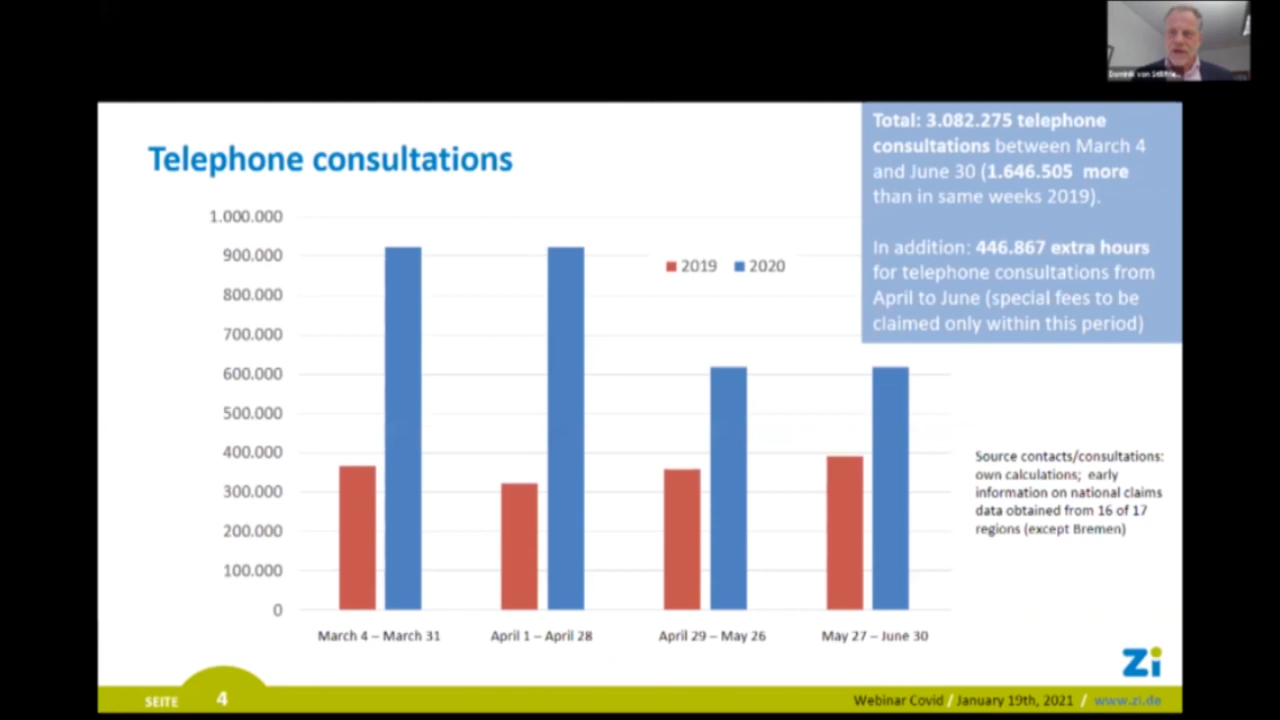 Dominik von Stillfrie...
Telephone consultations
Total: 3.082.275 telephone
consultations between March 4
and June 30 (1.646.505 more
than in same weeks 2019).
In addition: 446.867 extra hours
for telephone consultations from
April to June (special fees to be
claimed only within this period)
1.000.000
900.000
800.000
700.000
600.000
500.000
400.000
300.000
200.000
100.000
0
2019 2020
March 4 – March 31 April 1 – April 28 April 29 – May 26 May 27 – June 30
Source contacts/consultations:
own calculations; early
information on national claims
data obtained from 16 of 17
regions (except Bremen)
Zi
SEITE 4
Webinar Covid / January 19th, 2021 / www.zi.de